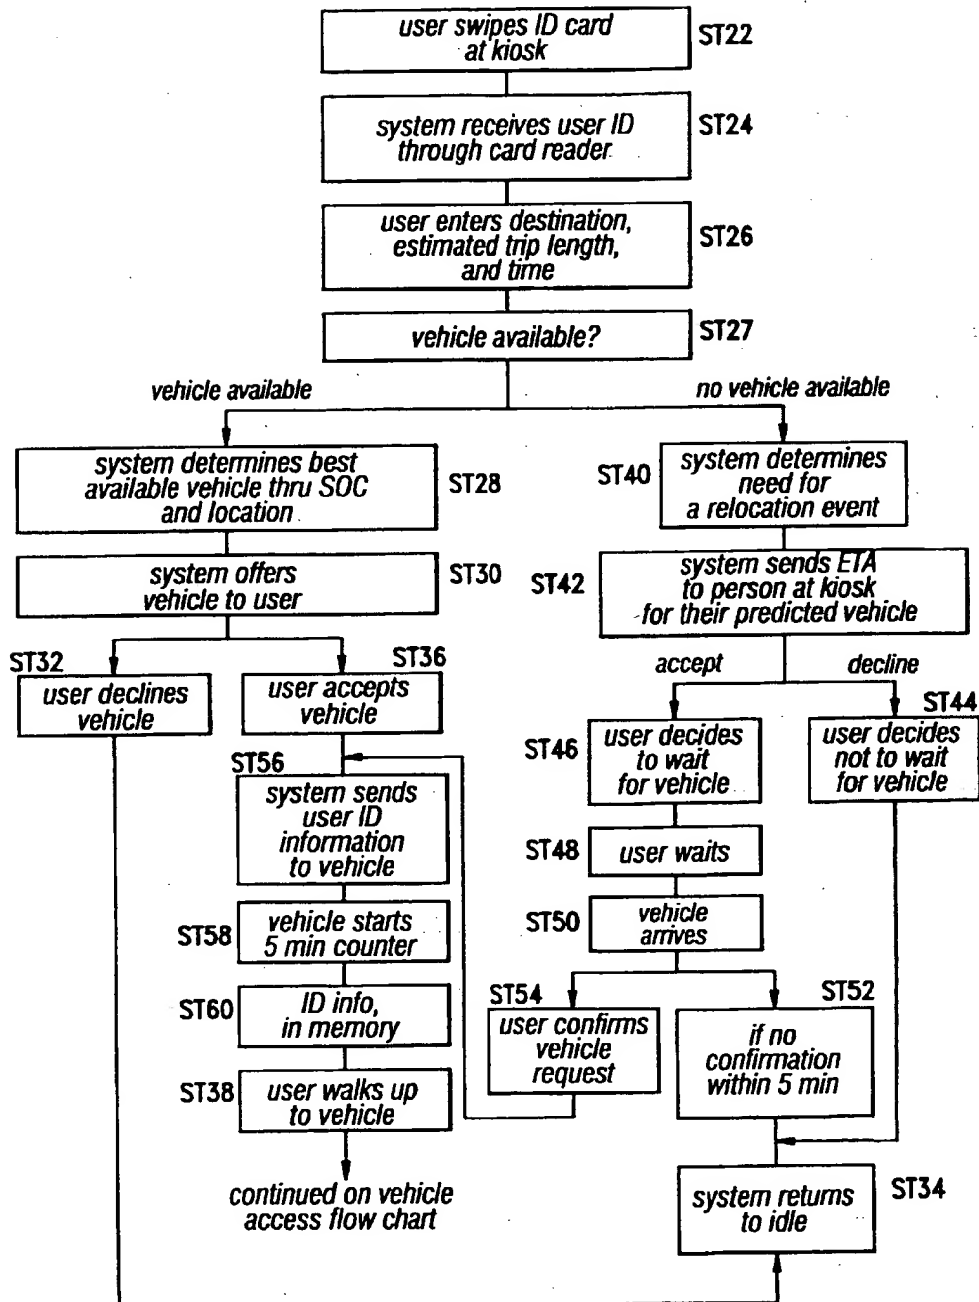 user swipes ID card
at kiosk
ST22
system receives user ID
through card reader
ST24
user enters destination,
estimated trip length,
and time
ST26
vehicle available?
ST27
vehicle available
no vehicle available
system determines best
available vehicle thru SOC
and location
ST28
ST40
system determines
need for
a relocation event
system offers
vehicle to user
ST30
ST42
system sends ETA
to person at kiosk
for their predicted vehicle
ST32
user declines
vehicle
ST36
user accepts
vehicle
accept
decline
ST46
user decides
to wait
for vehicle
ST44
user decides
not to wait
for vehicle
ST56
system sends
user ID
information
to vehicle
ST48
user waits
ST58
vehicle starts
5 min counter
ST50
vehicle
arrives
ST60
ID info,
in memory
ST54
user confirms
vehicle
request
ST52
if no
confirmation
within 5 min
ST38
user walks up
to vehicle
continued on vehicle
access flow chart
system returns
to idle
ST34